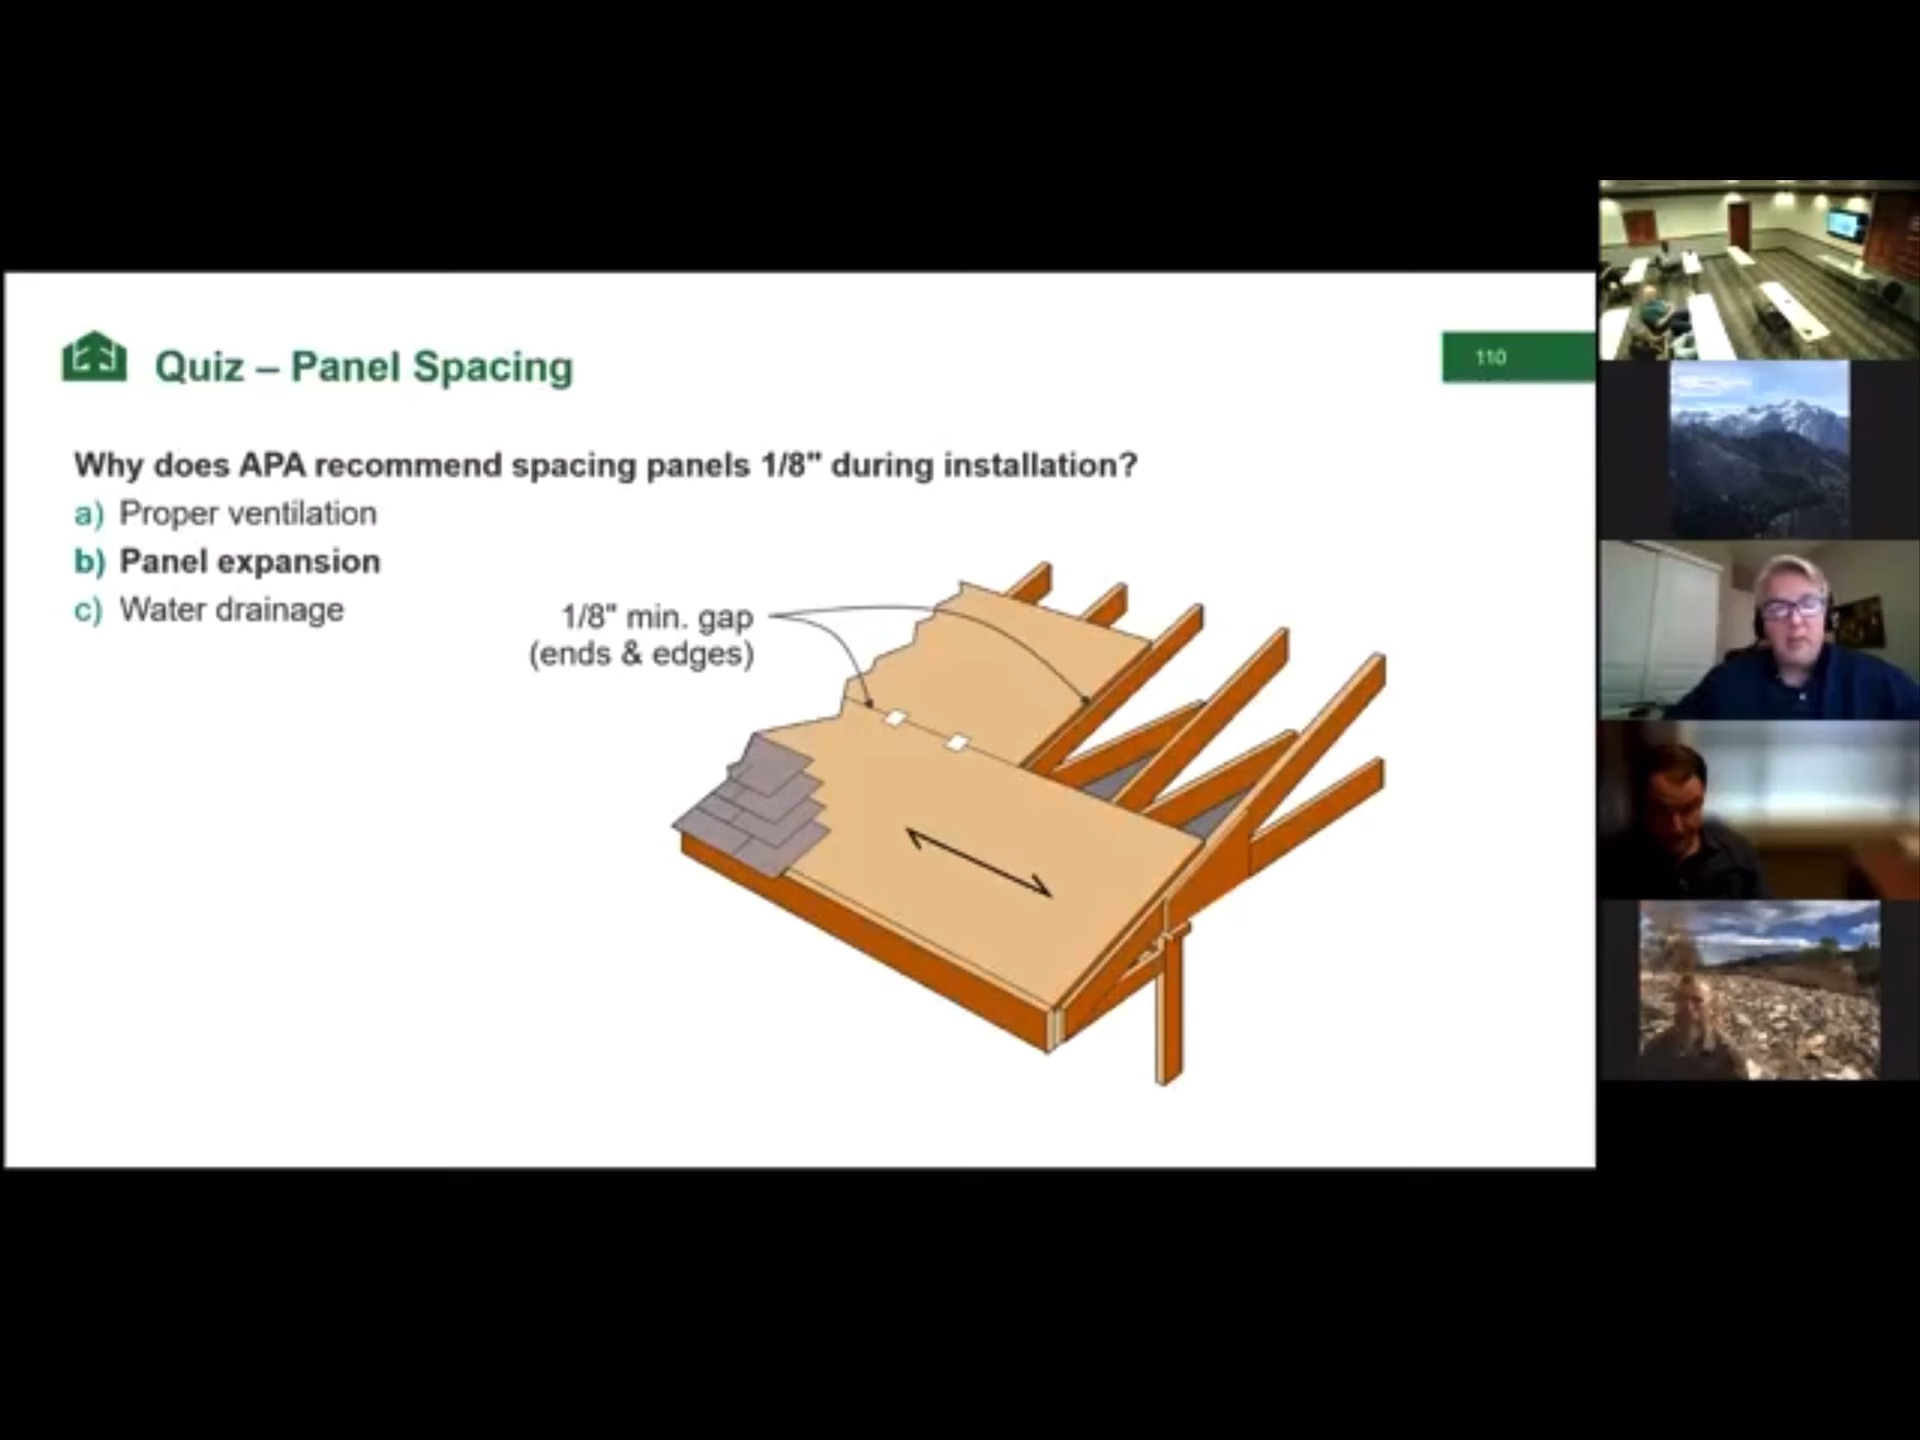 Quiz – Panel Spacing
110
Why does APA recommend spacing panels 1/8" during installation?
a) Proper ventilation
b) Panel expansion
c) Water drainage
1/8" min. gap
(ends & edges)